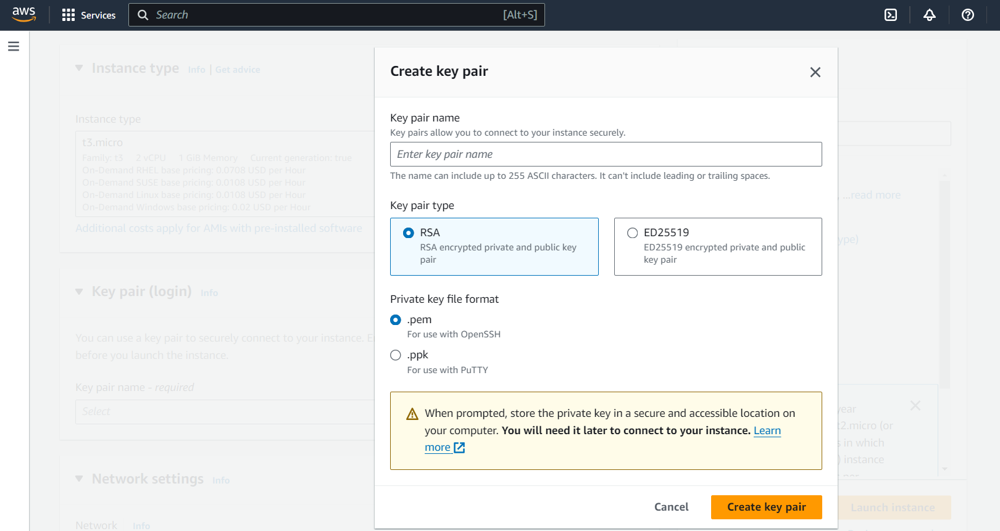 aws
Services
Search
[Alt+S]
Instance type Info | Get advice
Instance type
t3.micro
Family: t3 2 vCPU 1 GiB Memory Current generation: true
On-Demand RHEL base pricing: 0.0708 USD per Hour
On-Demand SUSE base pricing: 0.0108 USD per Hour
On-Demand Linux base pricing: 0.0108 USD per Hour
On-Demand Windows base pricing: 0.02 USD per Hour
Additional costs apply for AMIs with pre-installed software
Key pair (login) Info
You can use a key pair to securely connect to your instance.
before you launch the instance.
Key pair name - required
Select
Network settings Info
Network Info
Create key pair
Key pair name
Key pairs allow you to connect to your instance securely.
Enter key pair name
The name can include up to 255 ASCII characters. It can't include leading or trailing spaces.
Key pair type
RSA
RSA encrypted private and public key
pair
ED25519
ED25519 encrypted private and public
key pair
Private key file format
.pem
For use with OpenSSH
.ppk
For use with PuTTY
When prompted, store the private key in a secure and accessible location on
your computer. You will need it later to connect to your instance. Learn
more
Cancel
Create key pair
...read more
ype)
year
t2.micro (or
s in which
) instance
Launch instance